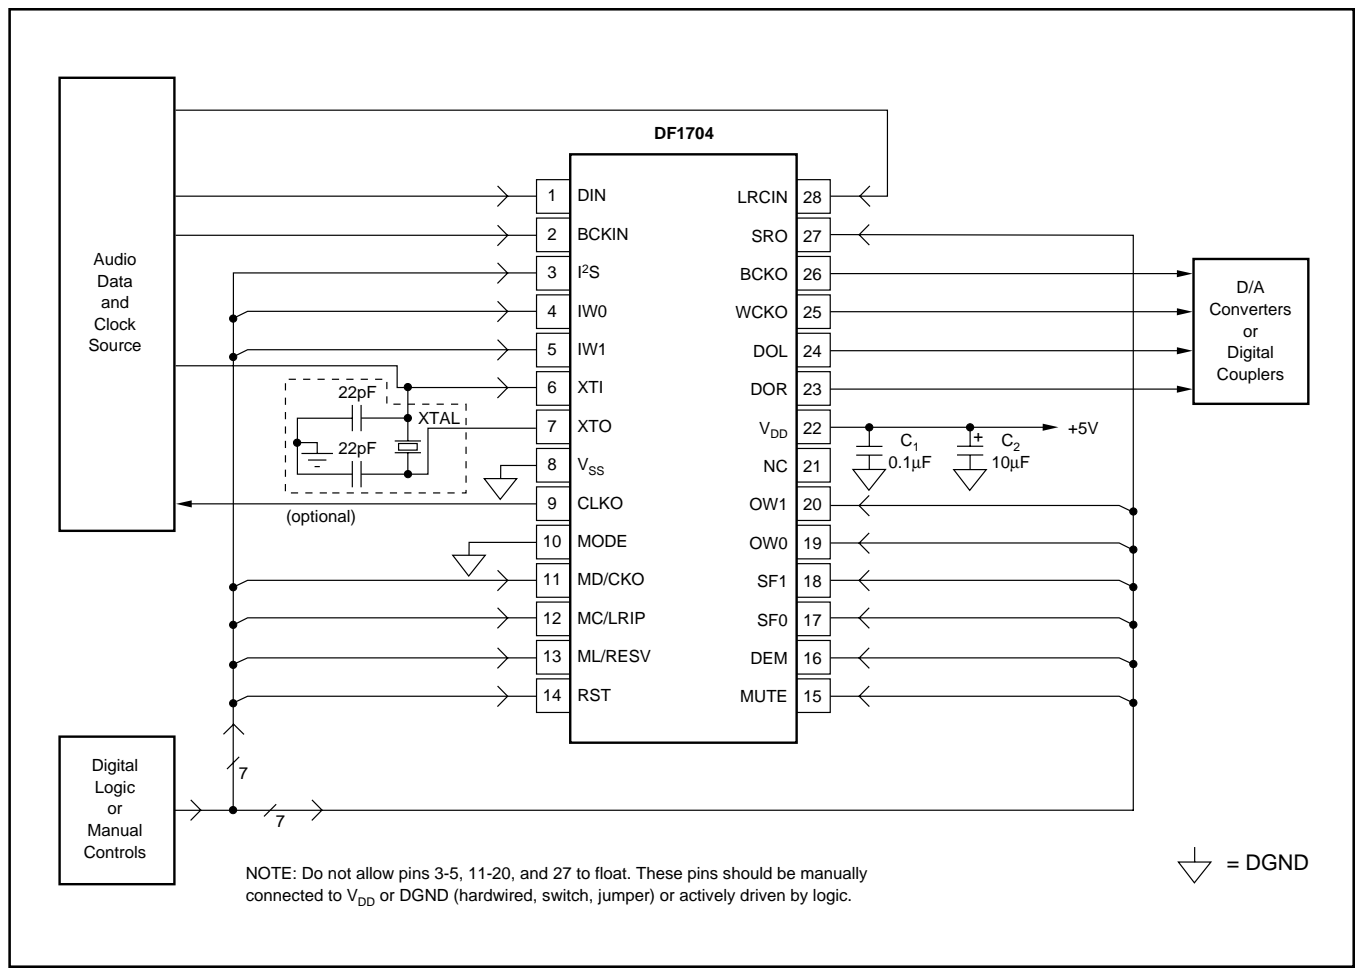 DF1704
Audio
Data
and
Clock
Source
1 DIN
2 BCKIN
3 I²S
4 IW0
5 IW1
6 XTI
7 XTO
8 VSS
9 CLKO
10 MODE
11 MD/CKO
12 MC/LRIP
13 ML/RESV
14 RST
LRCIN 28
SRO 27
BCKO 26
WCKO 25
DOL 24
DOR 23
VDD 22
NC 21
OW1 20
OW0 19
SF1 18
SF0 17
DEM 16
MUTE 15
22pF
XTAL
22pF
(optional)
+5V
C1
0.1µF
+
C2
10µF
D/A
Converters
or
Digital
Couplers
Digital
Logic
or
Manual
Controls
7
7
NOTE: Do not allow pins 3-5, 11-20, and 27 to float. These pins should be manually
connected to VDD or DGND (hardwired, switch, jumper) or actively driven by logic.
= DGND